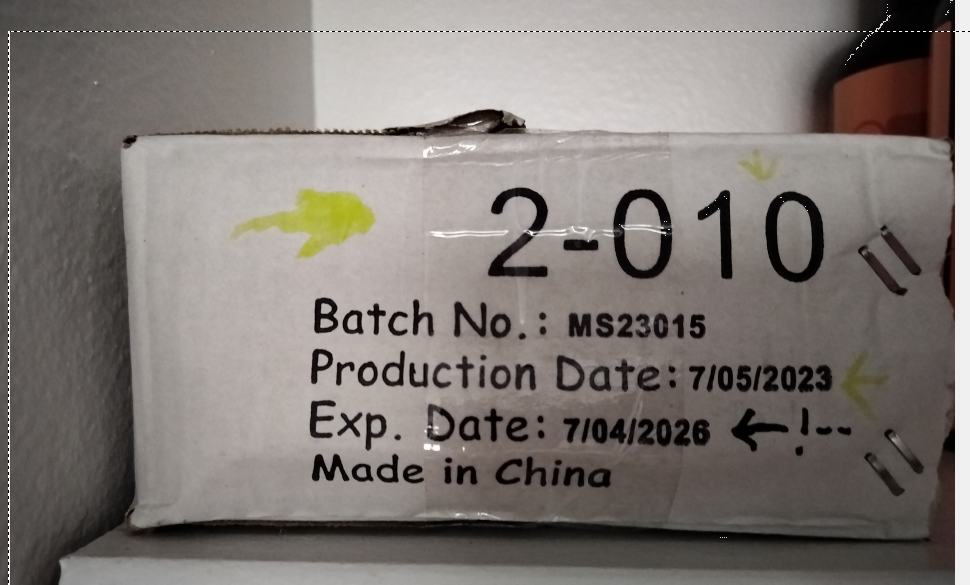 2-010
Batch No.: MS23015
Production Date: 7/05/2023
Exp. Date: 7/04/2026 ←!--
Made in China